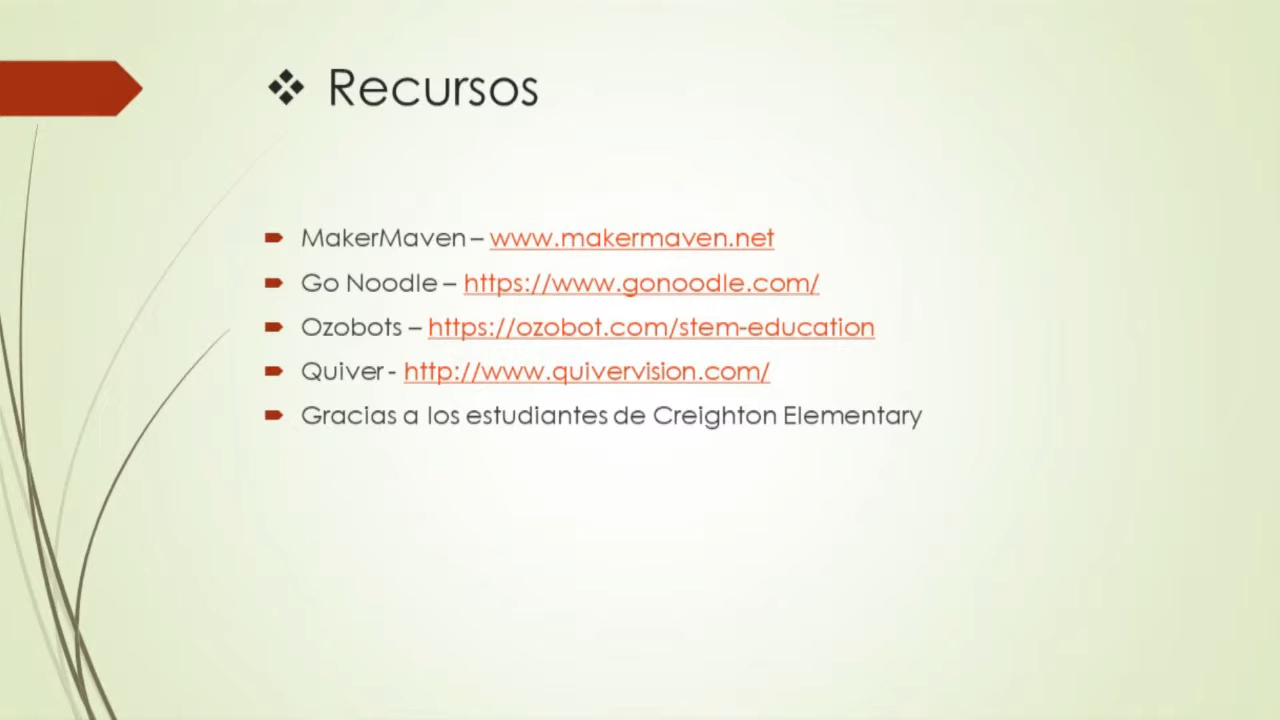 Recursos
MakerMaven – www.makermaven.net
Go Noodle – https://www.gonoodle.com/
Ozobots – https://ozobot.com/stem-education
Quiver - http://www.quivervision.com/
Gracias a los estudiantes de Creighton Elementary